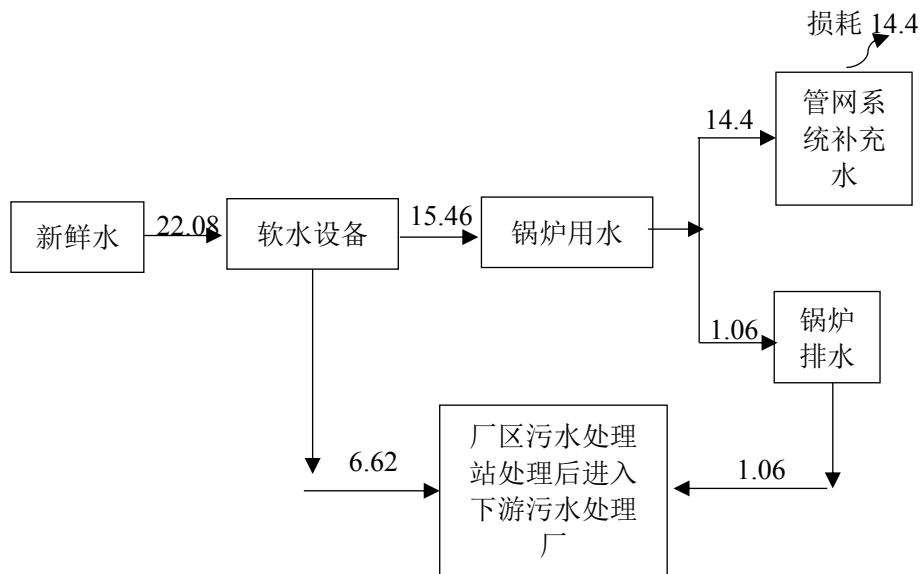 损耗 14.4
管网系
统补充
水
14.4
新鲜水
22.08
软水设备
15.46
锅炉用水
1.06
锅炉
排水
6.62
厂区污水处理
站处理后进入
下游污水处理
厂
1.06